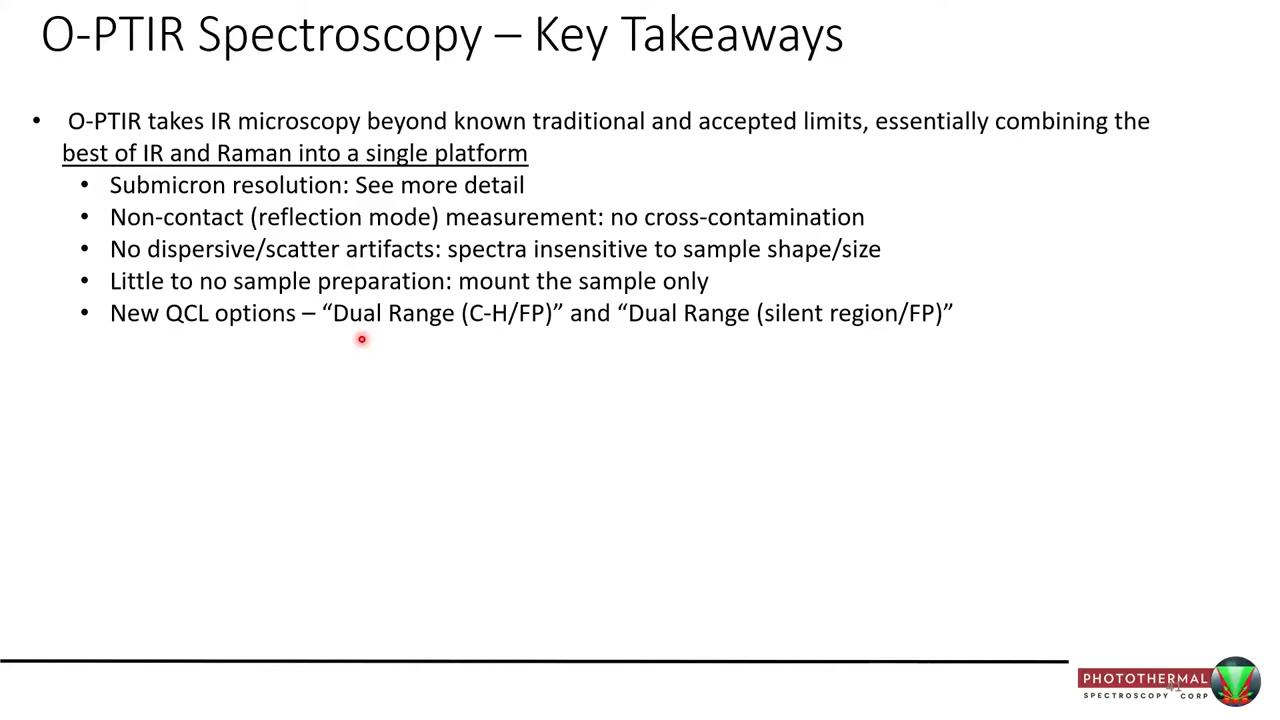 O-PTIR Spectroscopy – Key Takeaways
• O-PTIR takes IR microscopy beyond known traditional and accepted limits, essentially combining the
best of IR and Raman into a single platform
• Submicron resolution: See more detail
• Non-contact (reflection mode) measurement: no cross-contamination
• No dispersive/scatter artifacts: spectra insensitive to sample shape/size
• Little to no sample preparation: mount the sample only
• New QCL options – “Dual Range (C-H/FP)” and “Dual Range (silent region/FP)”
PHOTOTHERMAL
41
SPECTROSCOPY CORP